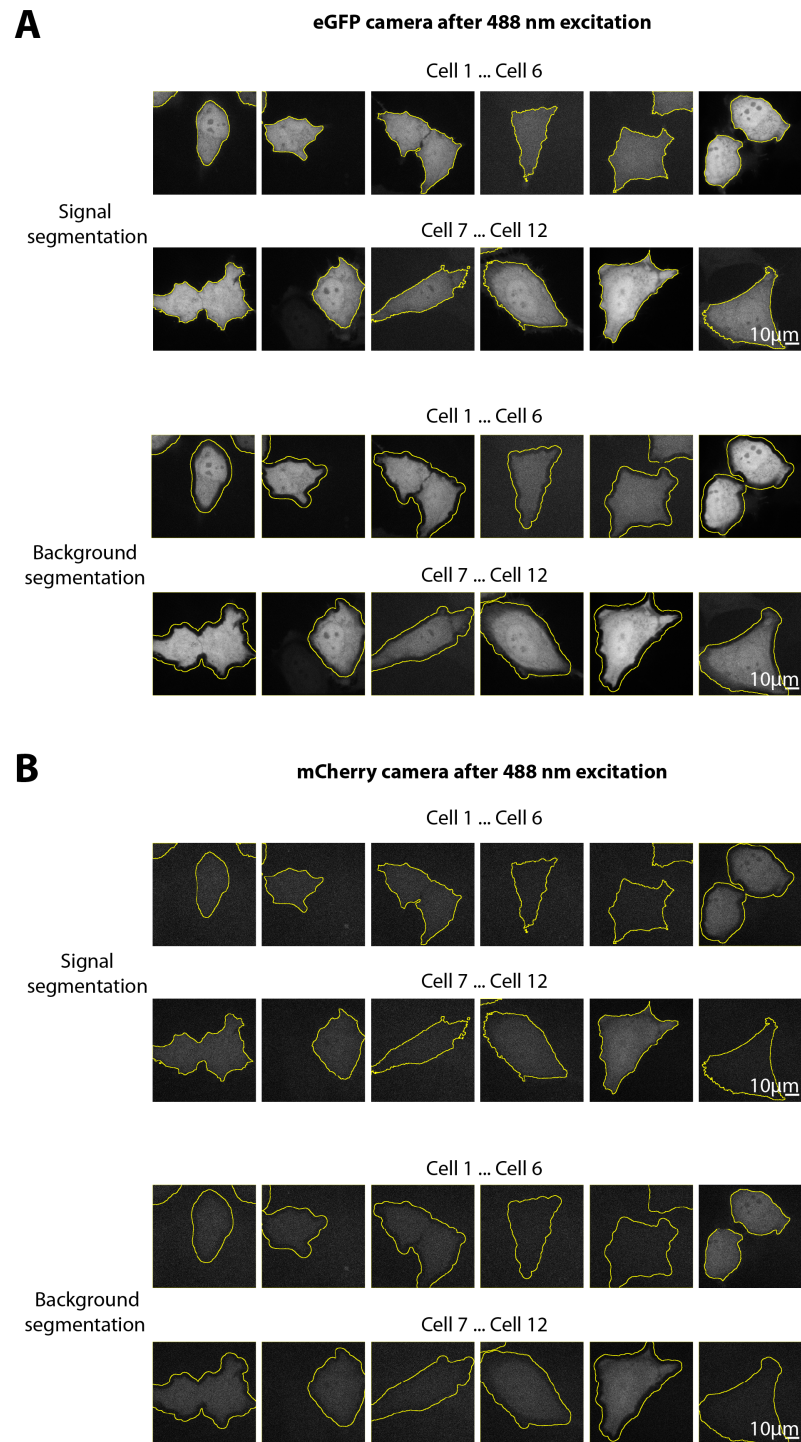 A
eGFP camera after 488 nm excitation
Cell 1 ... Cell 6
Signal
segmentation
Cell 7 ... Cell 12
10µm
Cell 1 ... Cell 6
Background
segmentation
Cell 7 ... Cell 12
10µm
B
mCherry camera after 488 nm excitation
Cell 1 ... Cell 6
Signal
segmentation
Cell 7 ... Cell 12
10µm
Cell 1 ... Cell 6
Background
segmentation
Cell 7 ... Cell 12
10µm